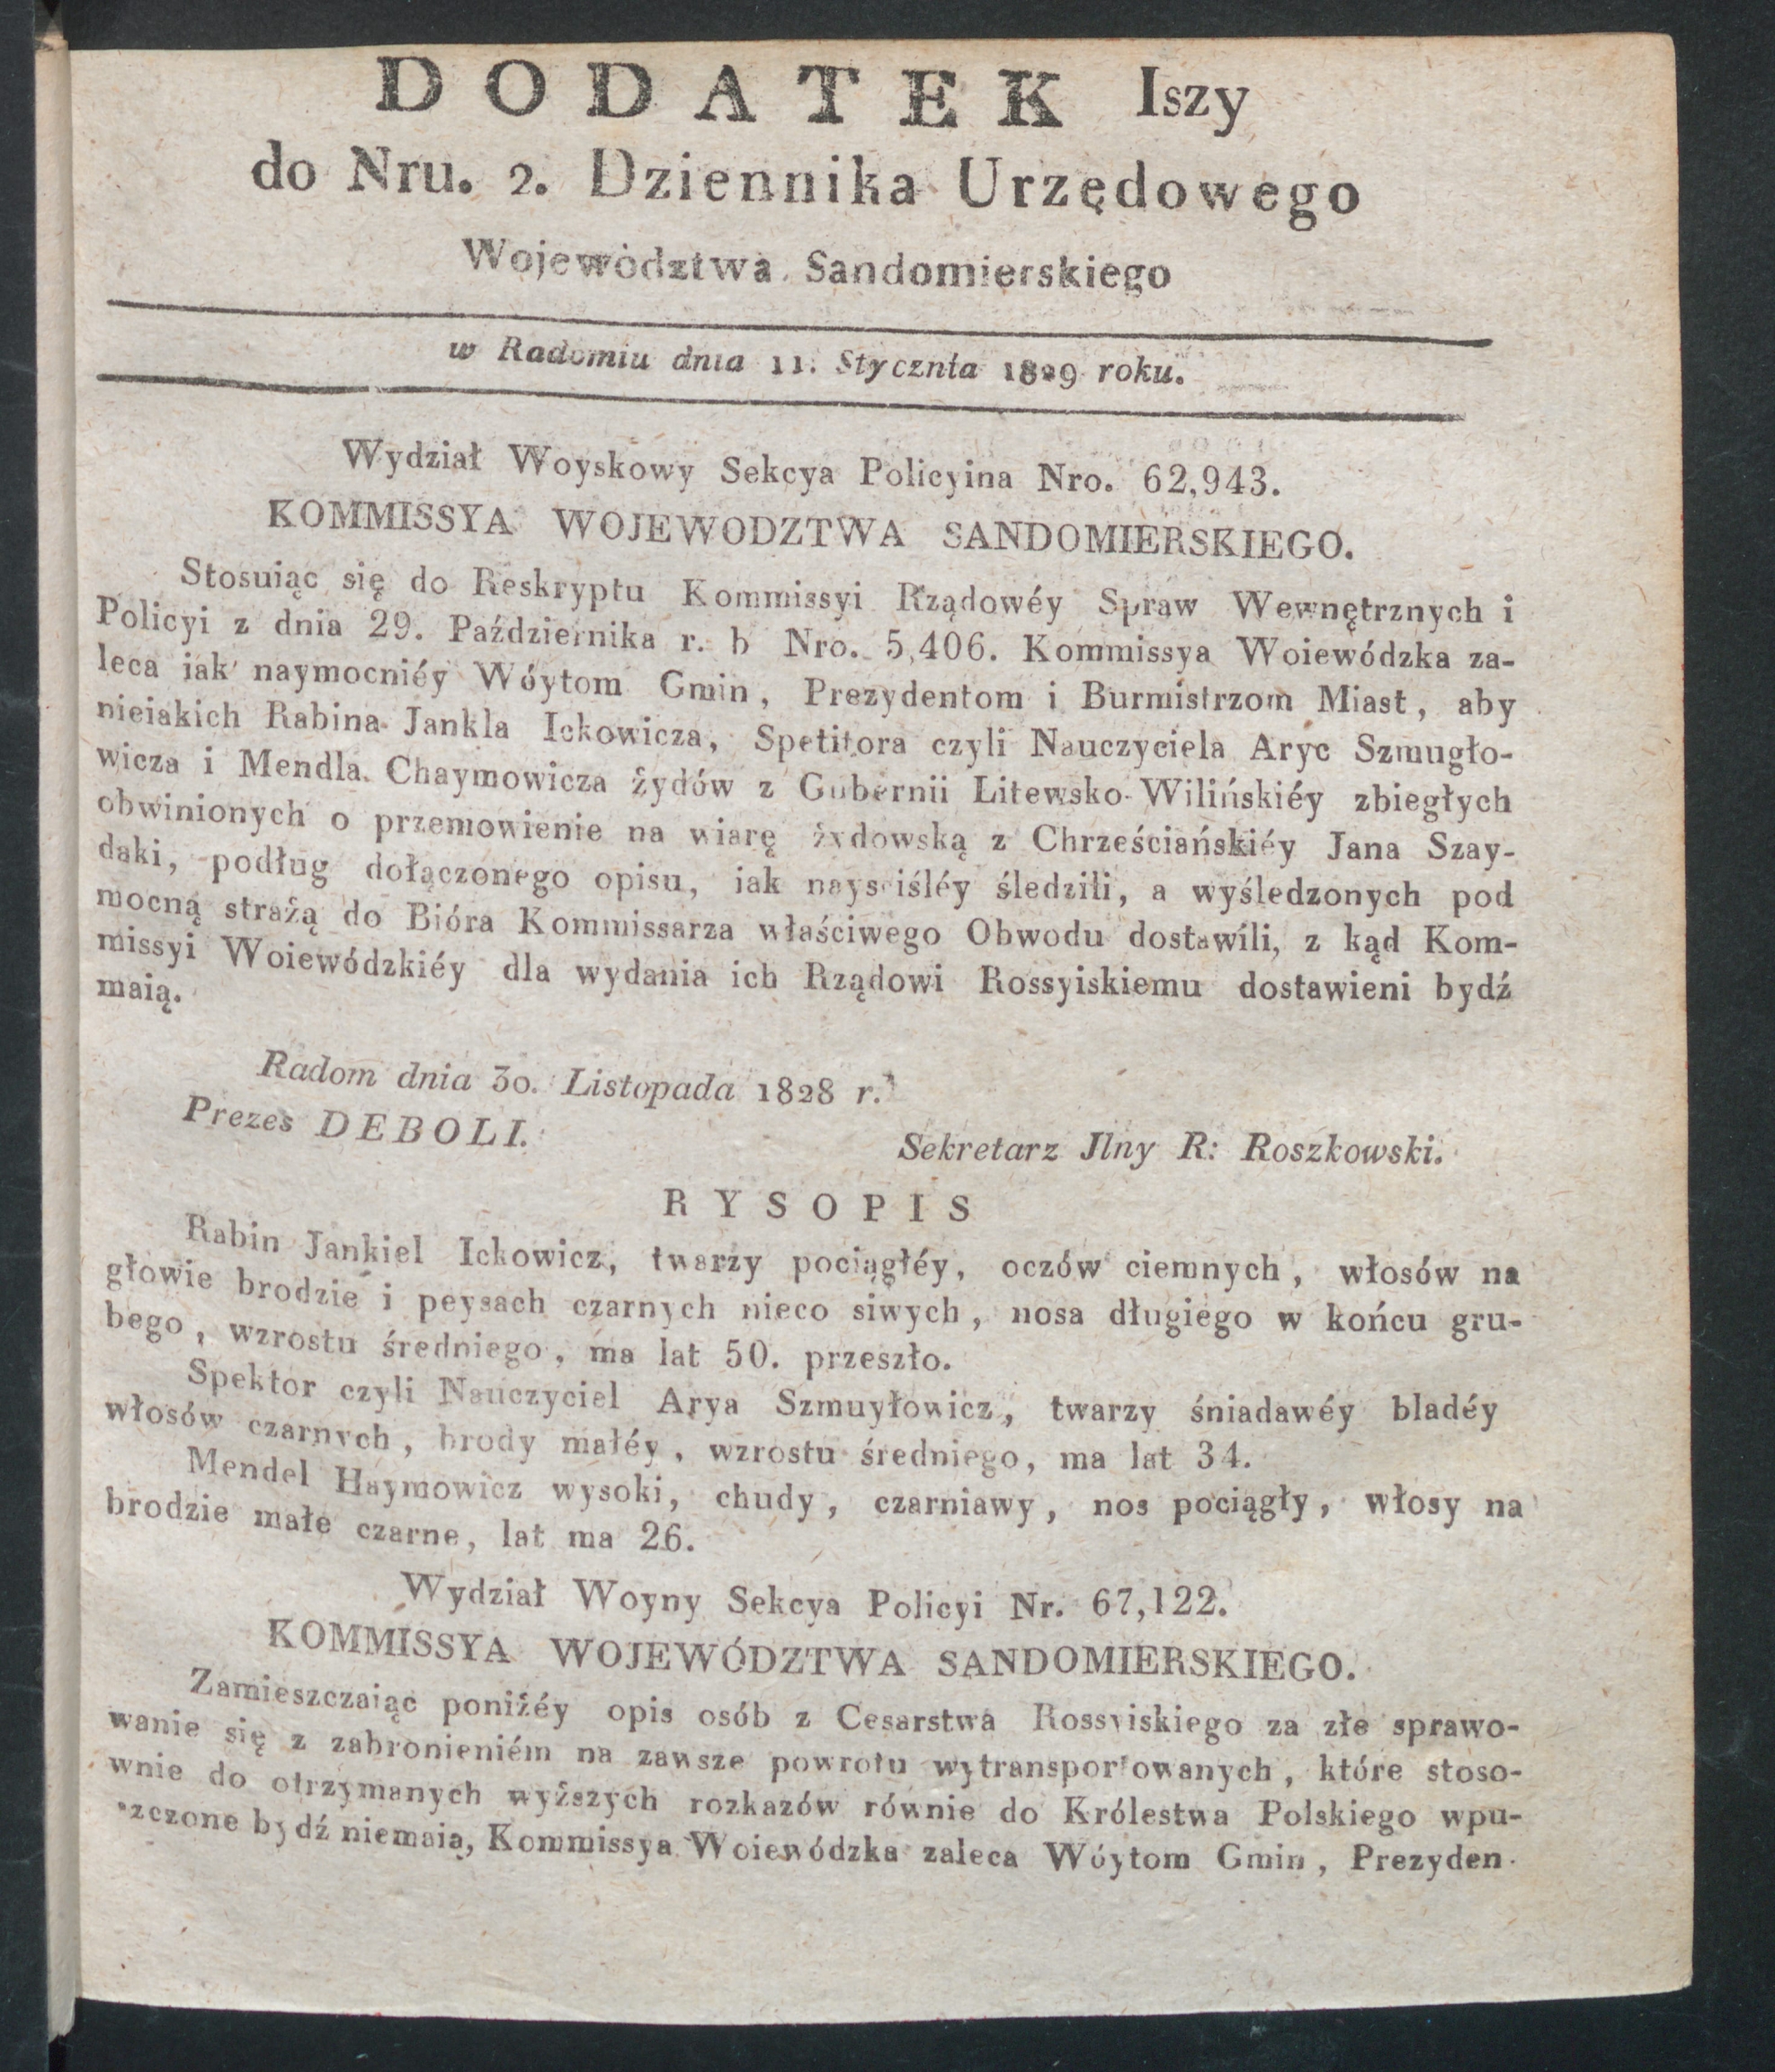 DODATEK Iszy
do Nru. 2. Dziennika Urzędowego
Województwa Sandomierskiego
w Radomiu dnia 11. Stycznia 1829 roku.
Wydział Woyskowy Sekcya Policyina Nro. 62,943.
KOMMISSYA WOJEWODZTWA SANDOMIERSKIEGO.
Stosuiąc się do Reskryptu Kommissyi Rządowéy Spraw Wewnętrznych i
Policyi z dnia 29. Października r. b Nro. 5,406. Kommissya Woiewódzka za-
leca iak naymocniéy Wóytom Gmin, Prezydentom i Burmistrzom Miast, aby
nieiakich Rabina Jankla Ickowicza, Spetitora czyli Nauczyciela Aryc Szmugło-
wicza i Mendla Chaymowicza żydów z Gubernii Litewsko-Wilińskiéy zbiegłych
obwinionych o przemowienie na wiarę żydowską z Chrześciańskiéy Jana Szay-
daki, podług dołączonego opisu, iak nayściśléy śledzili, a wyśledzonych pod
mocną strażą do Bióra Kommissarza właściwego Obwodu dostawili, z kąd Kom-
missyi Woiewódzkiéy dla wydania ich Rządowi Rossyiskiemu dostawieni bydź
maią.
Radom dnia 30. Listopada 1828 r.
Prezes DEBOLI.
Sekretarz Jlny R: Roszkowski.
RYSOPIS
Rabin Jankiel Ickowicz, twarzy pociągłéy, oczów ciemnych, włosów na
głowie brodzie i peysach czarnych nieco siwych, nosa długiego w końcu gru-
bego, wzrostu średniego, ma lat 50. przeszło.
Spektor czyli Nauczyciel Arya Szmuyłowicz, twarzy śniadawéy bladéy
włosów czarnych, brody małéy, wzrostu średniego, ma lat 34.
Mendel Haymowicz wysoki, chudy, czarniawy, nos pociągły, włosy na
brodzie małe czarne, lat ma 26.
Wydział Woyny Sekcya Policyi Nr. 67,122.
KOMMISSYA WOJEWÓDZTWA SANDOMIERSKIEGO.
Zamieszczaiąc poniżéy opis osób z Cesarstwa Rossyiskiego za złe sprawo-
wanie się z zabronieniém na zawsze powrotu wytransportowanych, które stoso-
wnie do otrzymanych wyższych rozkazów równie do Królestwa Polskiego wpu-
szczone bydź niemaią, Kommissya Woiewódzka zaleca Wóytom Gmin, Prezyden-